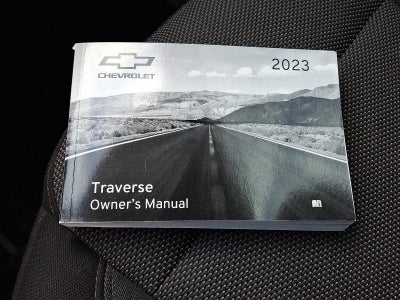 CHEVROLET
2023
Traverse
Owner's Manual